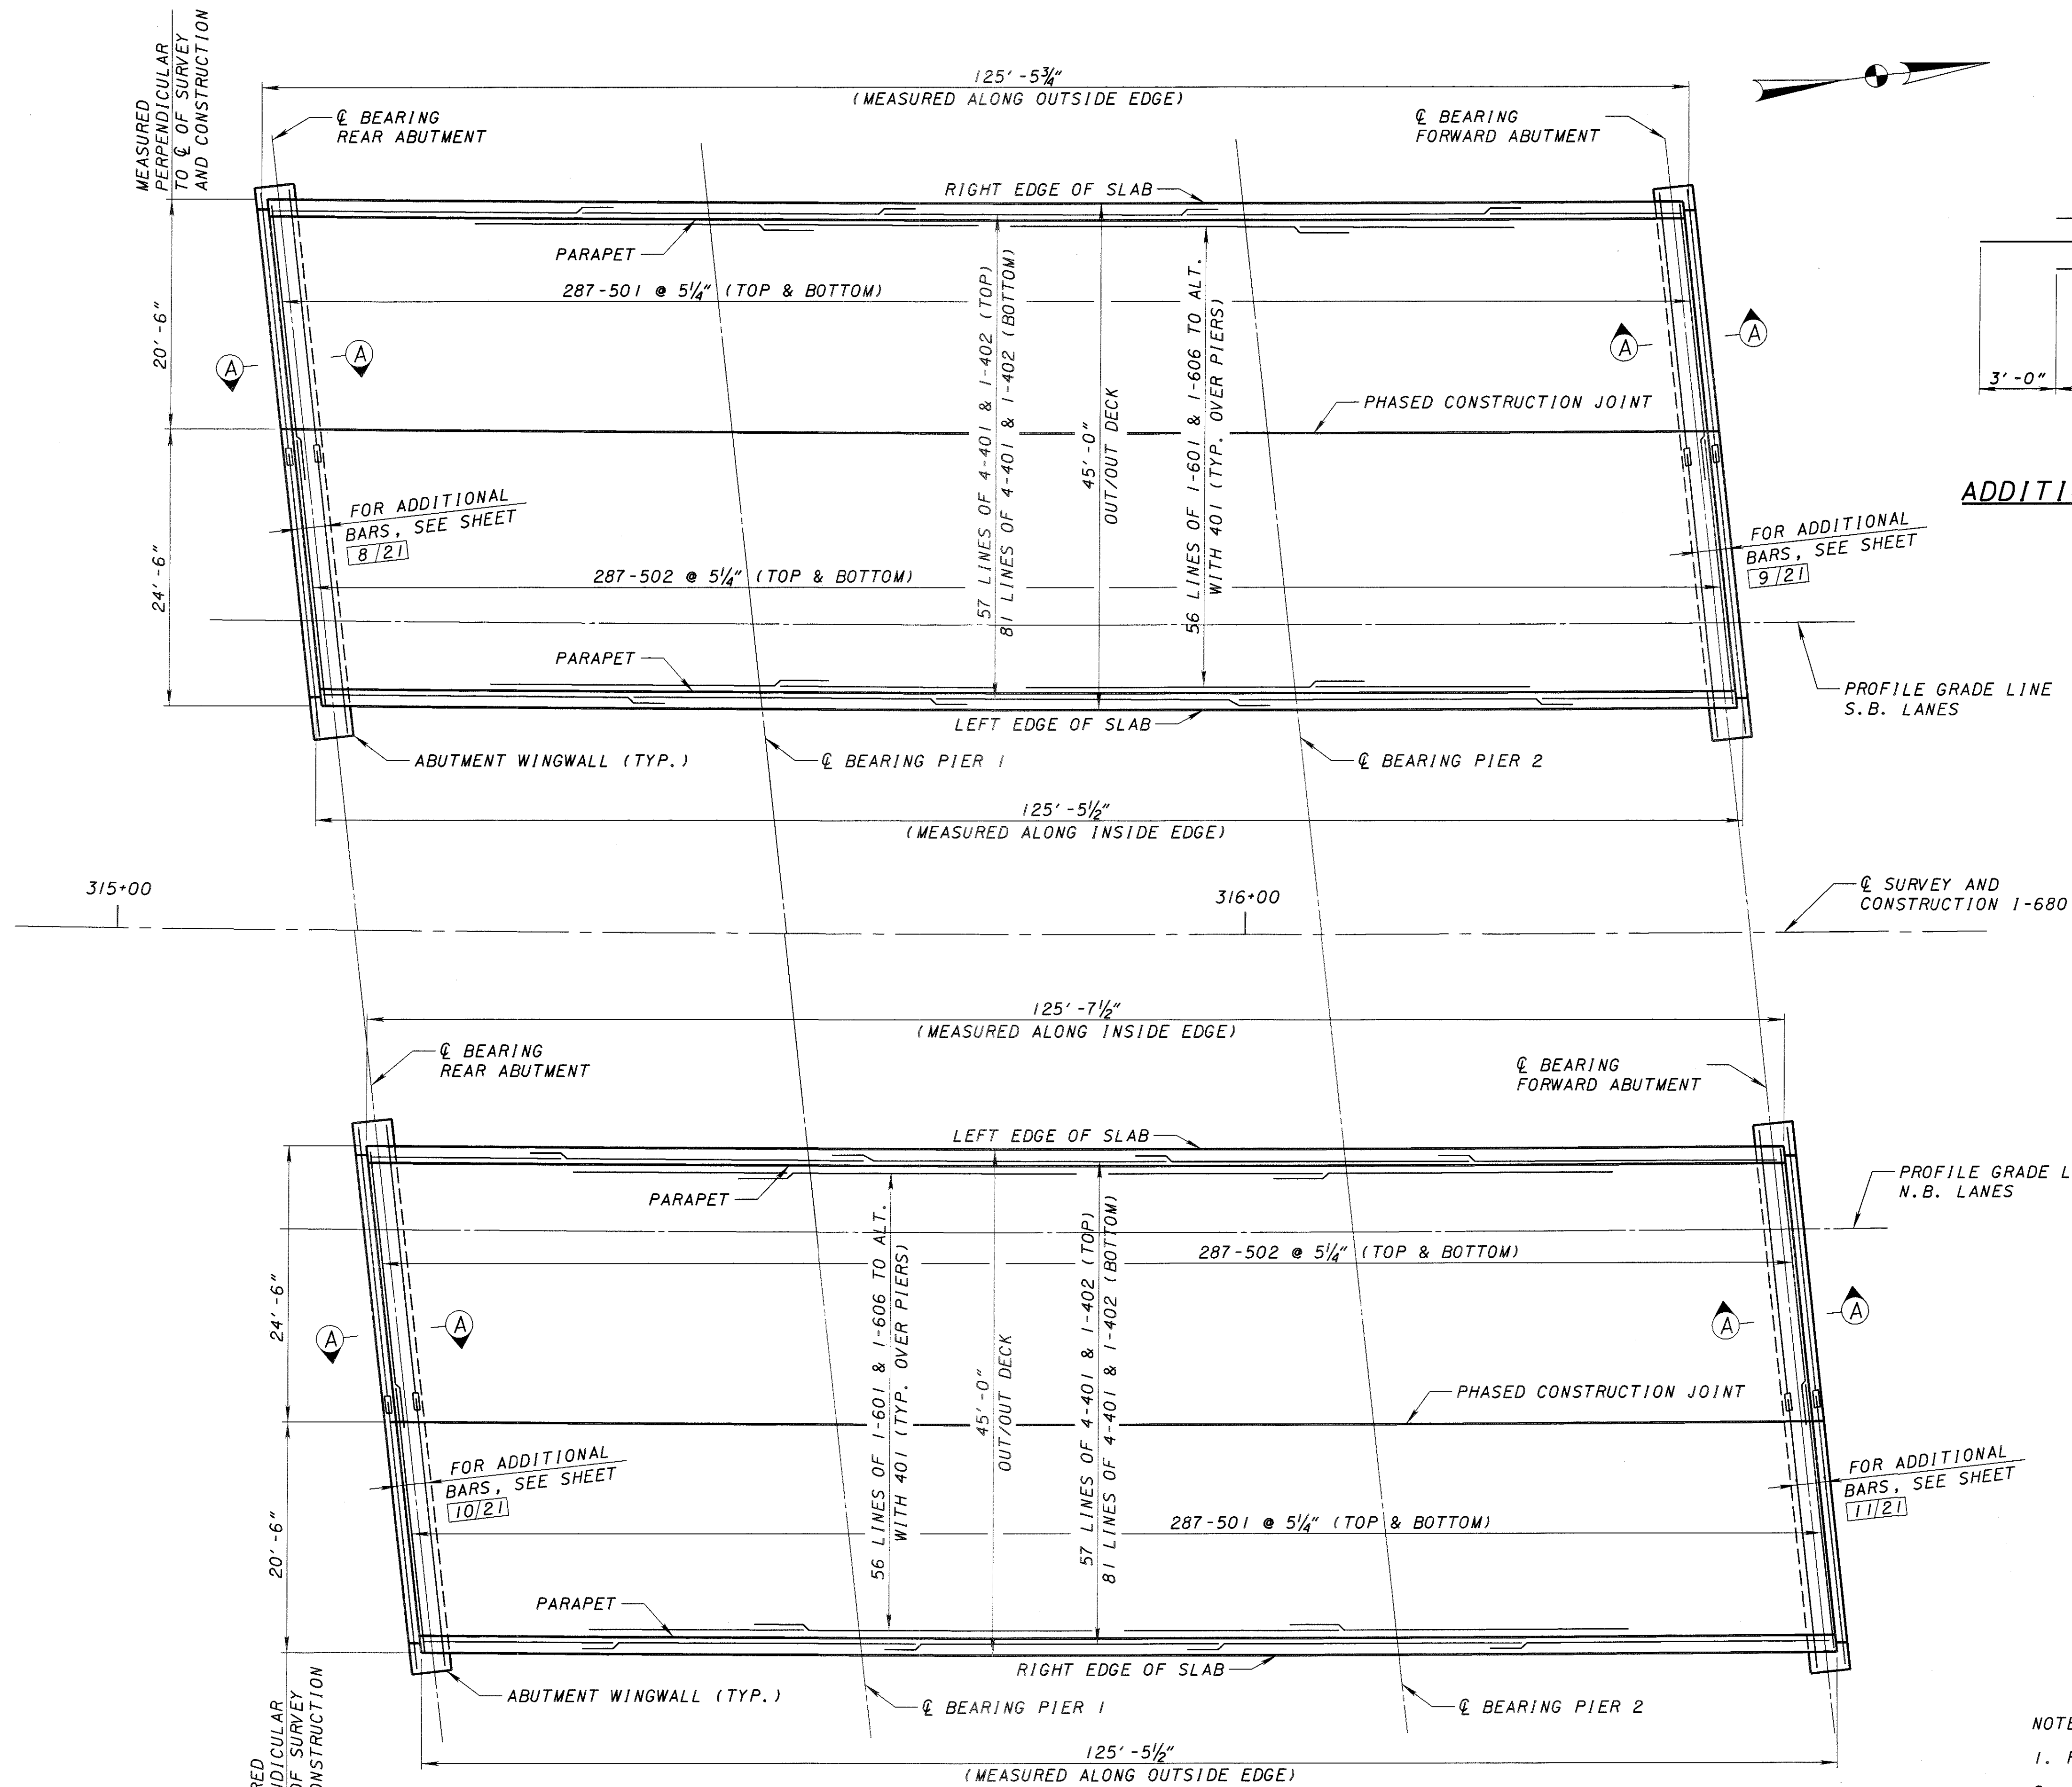 MEASURED
PERPENDICULAR
TO ℄ OF SURVEY
AND CONSTRUCTION
125'-5¾"
(MEASURED ALONG OUTSIDE EDGE)
℄ BEARING
REAR ABUTMENT
℄ BEARING
FORWARD ABUTMENT
RIGHT EDGE OF SLAB
PARAPET
287-501 @ 5¼" (TOP & BOTTOM)
57 LINES OF 4-401 & 1-402 (TOP)
81 LINES OF 4-401 & 1-402 (BOTTOM)
45'-0"
OUT/OUT DECK
56 LINES OF 1-601 & 1-606 TO ALT.
WITH 401 (TYP. OVER PIERS)
20'-6"
A
A
A
A
3'-0"
PHASED CONSTRUCTION JOINT
ADDITI
FOR ADDITIONAL
BARS, SEE SHEET
8/21
FOR ADDITIONAL
BARS, SEE SHEET
9/21
24'-6"
287-502 @ 5¼" (TOP & BOTTOM)
PARAPET
PROFILE GRADE LINE
S.B. LANES
LEFT EDGE OF SLAB
ABUTMENT WINGWALL (TYP.)
℄ BEARING PIER 1
℄ BEARING PIER 2
125'-5½"
(MEASURED ALONG INSIDE EDGE)
315+00
316+00
℄ SURVEY AND
CONSTRUCTION I-680
125'-7½"
(MEASURED ALONG INSIDE EDGE)
℄ BEARING
REAR ABUTMENT
℄ BEARING
FORWARD ABUTMENT
LEFT EDGE OF SLAB
PARAPET
PROFILE GRADE L
N.B. LANES
287-502 @ 5¼" (TOP & BOTTOM)
56 LINES OF 1-601 & 1-606 TO ALT.
WITH 401 (TYP. OVER PIERS)
45'-0"
OUT/OUT DECK
57 LINES OF 4-401 & 1-402 (TOP)
81 LINES OF 4-401 & 1-402 (BOTTOM)
24'-6"
A
A
A
A
PHASED CONSTRUCTION JOINT
FOR ADDITIONAL
BARS, SEE SHEET
10/21
FOR ADDITIONAL
BARS, SEE SHEET
11/21
20'-6"
287-501 @ 5¼" (TOP & BOTTOM)
PARAPET
RIGHT EDGE OF SLAB
ABUTMENT WINGWALL (TYP.)
℄ BEARING PIER 1
℄ BEARING PIER 2
RED
IDICULAR
OF SURVEY
ONSTRUCTION
125'-5½"
(MEASURED ALONG OUTSIDE EDGE)
NOTE
1.